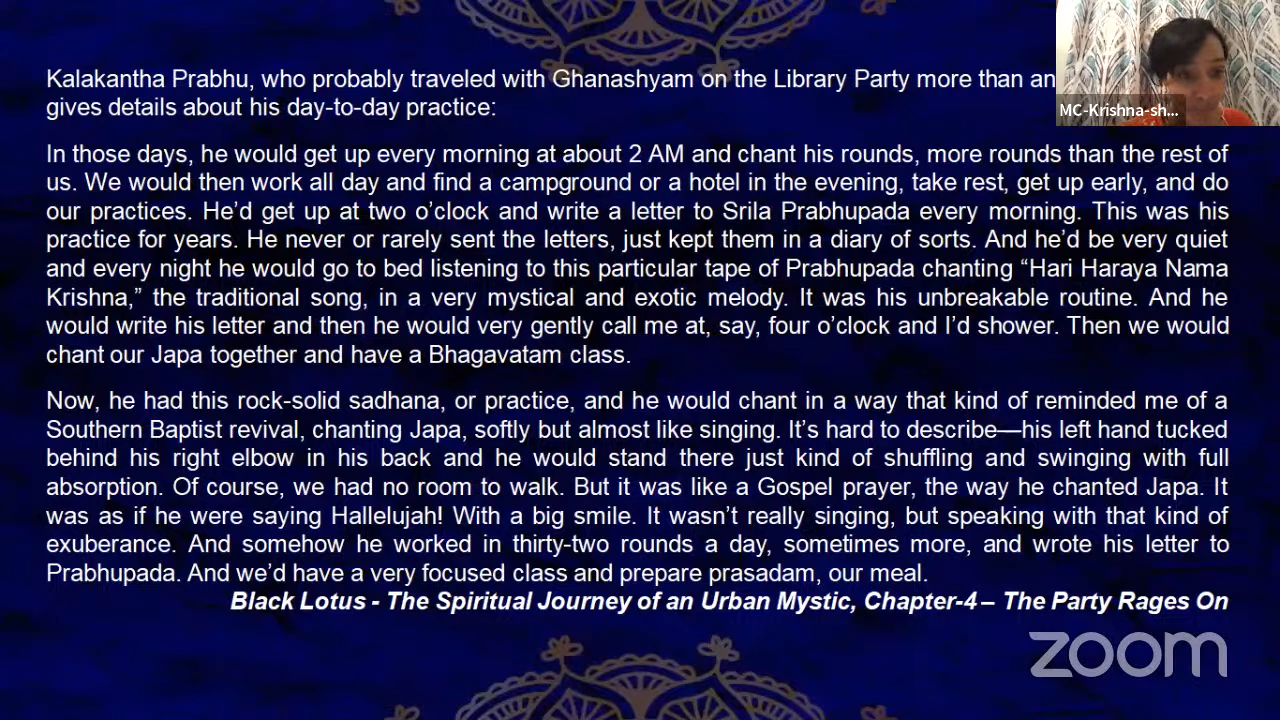 Kalakantha Prabhu, who probably traveled with Ghanashyam on the Library Party more than
gives details about his day-to-day practice:
MC-Krishna-sh...
In those days, he would get up every morning at about 2 AM and chant his rounds, more rounds than the rest of
us. We would then work all day and find a campground or a hotel in the evening, take rest, get up early, and do
our practices. He’d get up at two o’clock and write a letter to Srila Prabhupada every morning. This was his
practice for years. He never or rarely sent the letters, just kept them in a diary of sorts. And he’d be very quiet
and every night he would go to bed listening to this particular tape of Prabhupada chanting “Hari Haraya Nama
Krishna,” the traditional song, in a very mystical and exotic melody. It was his unbreakable routine. And he
would write his letter and then he would very gently call me at, say, four o’clock and I’d shower. Then we would
chant our Japa together and have a Bhagavatam class.
Now, he had this rock-solid sadhana, or practice, and he would chant in a way that kind of reminded me of a
Southern Baptist revival, chanting Japa, softly but almost like singing. It’s hard to describe—his left hand tucked
behind his right elbow in his back and he would stand there just kind of shuffling and swinging with full
absorption. Of course, we had no room to walk. But it was like a Gospel prayer, the way he chanted Japa. It
was as if he were saying Hallelujah! With a big smile. It wasn’t really singing, but speaking with that kind of
exuberance. And somehow he worked in thirty-two rounds a day, sometimes more, and wrote his letter to
Prabhupada. And we’d have a very focused class and prepare prasadam, our meal.
Black Lotus - The Spiritual Journey of an Urban Mystic, Chapter-4 – The Party Rages On
zoom